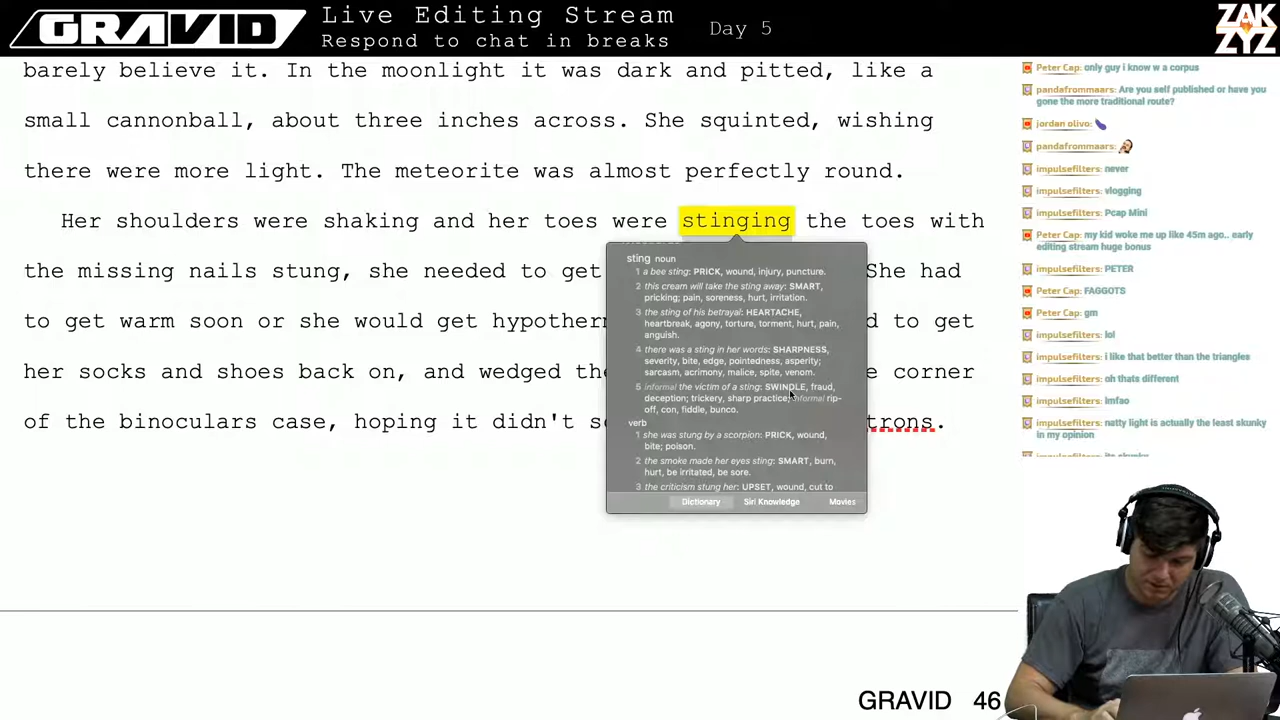 GRAVID
Live Editing Stream
Respond to chat in breaks
Day 5
ZAK
ZYZ
barely believe it. In the moonlight it was dark and pitted, like a
small cannonball, about three inches across. She squinted, wishing
there were more light. The meteorite was almost perfectly round.
Her shoulders were shaking and her toes were stinging the toes with
the missing nails stung, she needed to get
She had
to get warm soon or she would get
to get
her socks and shoes back on, and wedged
corner
of the binoculars case, hoping it didn't
trons.
sting noun
1 a bee sting: PRICK, wound, injury, puncture.
2 this cream will take the sting away: SMART,
pricking; pain, soreness, hurt, irritation.
3 the sting of his betrayal: HEARTACHE,
heartbreak, agony, torture, torment, hurt, pain,
anguish.
4 there was a sting in her words: SHARPNESS,
severity, bite, edge, pointedness, asperity;
sarcasm, acrimony, malice, spite, venom.
5 informal the victim of a sting: SWINDLE, fraud,
deception; trickery, sharp practice; informal rip-
off, con, fiddle, bunco.
verb
1 she was stung by a scorpion: PRICK, wound,
bite; poison.
2 the smoke made her eyes sting: SMART, burn,
hurt, be irritated, be sore.
3 the criticism stung her: UPSET, wound, cut to
Dictionary
Siri Knowledge
Movies
GRAVID 46
Peter Cap: only guy i know w a corpus
pandafrommaars: Are you self published or have you
gone the more traditional route?
jordan olivo:
pandafrommaars:
impulsefilters: never
impulsefilters: vlogging
impulsefilters: Pcap Mini
Peter Cap: my kid woke me up like 45m ago.. early
editing stream huge bonus
impulsefilters: PETER
Peter Cap: FAGGOTS
Peter Cap: gm
impulsefilters: lol
impulsefilters: i like that better than the triangles
impulsefilters: oh thats different
impulsefilters: lmfao
impulsefilters: natty light is actually the least skunky
in my opinion